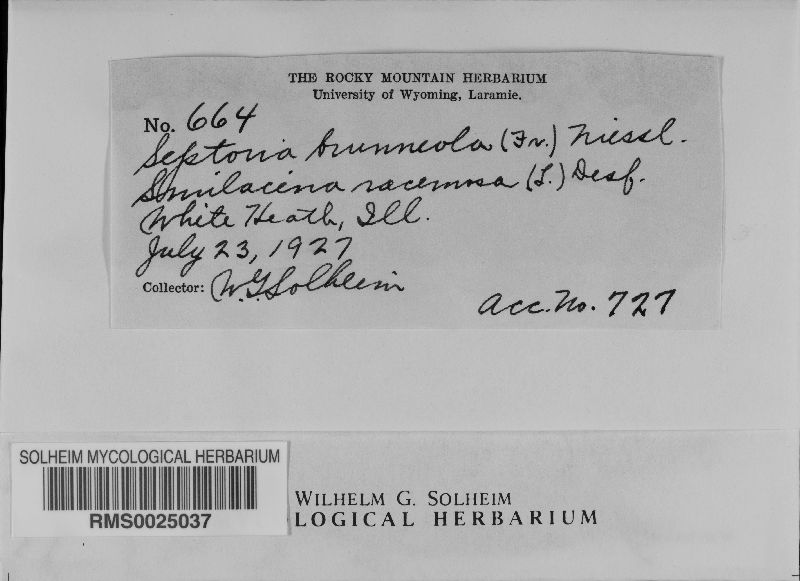 THE ROCKY MOUNTAIN HERBARIUM
University of Wyoming, Laramie.
No. 664
Septoria brunneola (Fr.) Niessl.
Smilacina racemosa (L.) Desf.
White Heath, Ill.
July 23, 1927
Collector: W.G. Solheim
Acc. No. 727
SOLHEIM MYCOLOGICAL HERBARIUM
RMS0025037
WILHELM G. SOLHEIM
LOGICAL HERBARIUM